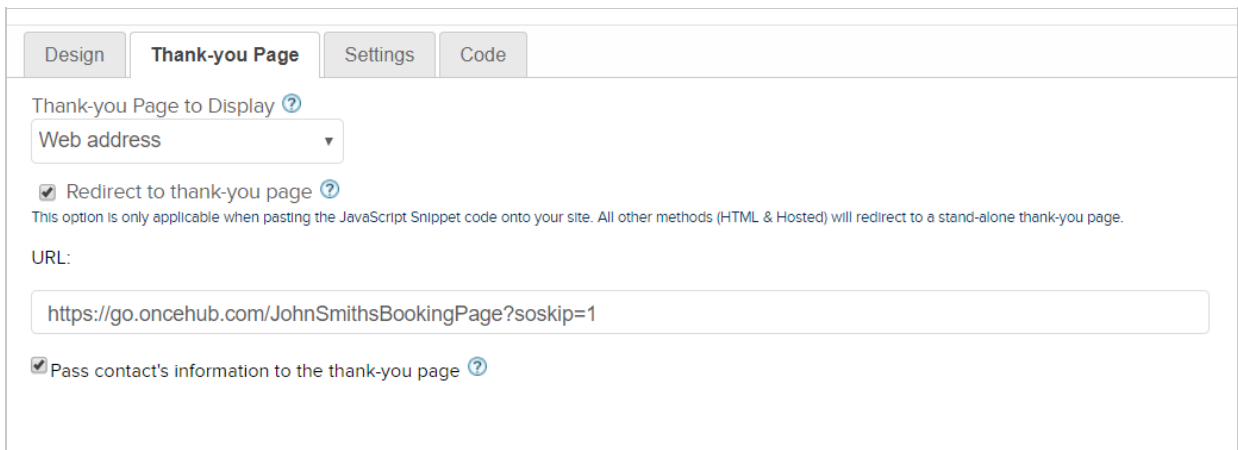 Design Thank-you Page Settings Code
Thank-you Page to Display ?
Web address
Redirect to thank-you page ?
This option is only applicable when pasting the JavaScript Snippet code onto your site. All other methods (HTML & Hosted) will redirect to a stand-alone thank-you page.
URL:
https://go.oncehub.com/JohnSmithsBookingPage?soskip=1
Pass contact's information to the thank-you page ?